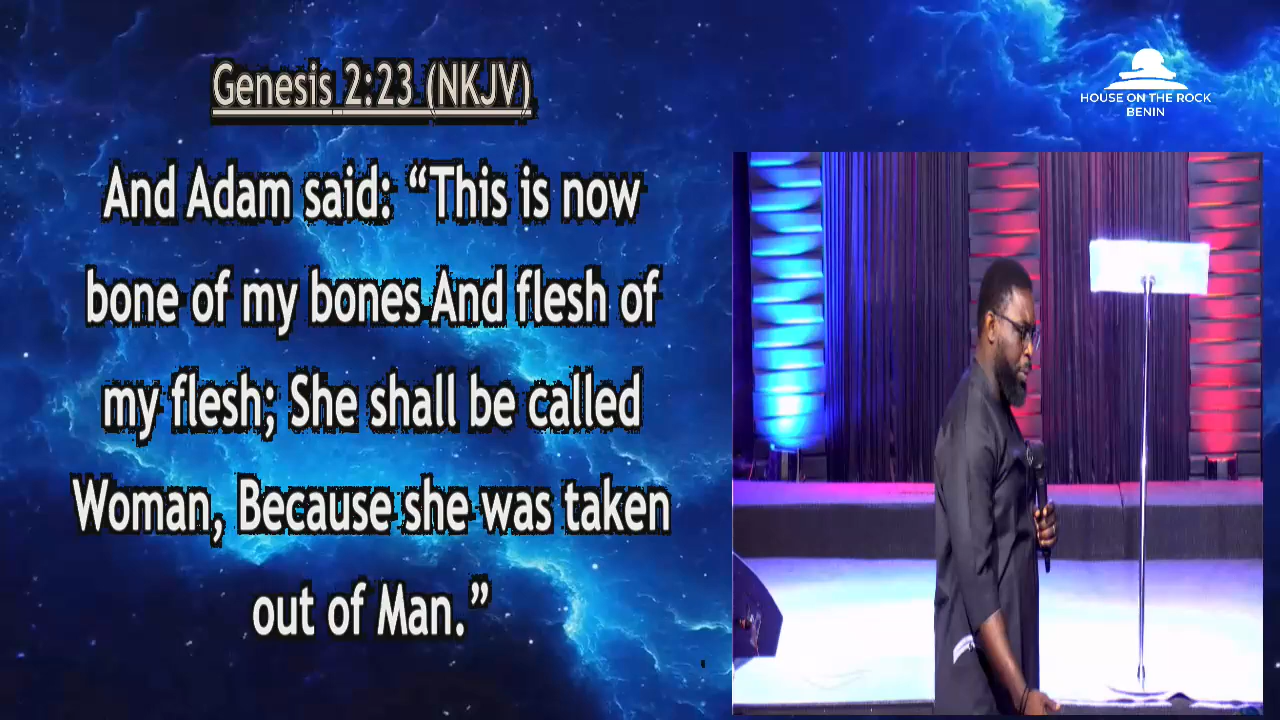 Genesis 2:23 (NKJV)
And Adam said: “This is now
bone of my bones And flesh of
my flesh; She shall be called
Woman, Because she was taken
out of Man.”
HOUSE ON THE ROCK
BENIN